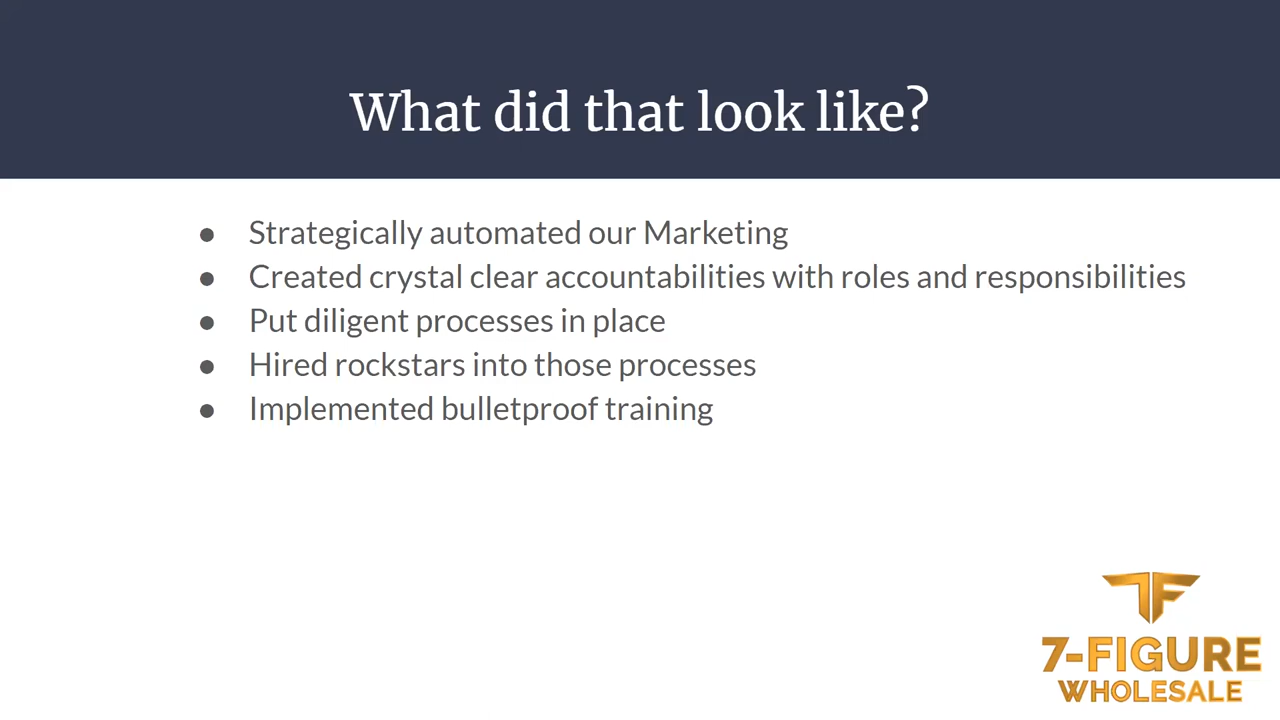 What did that look like?
● Strategically automated our Marketing
● Created crystal clear accountabilities with roles and responsibilities
● Put diligent processes in place
● Hired rockstars into those processes
● Implemented bulletproof training
7F
7-FIGURE
WHOLESALE